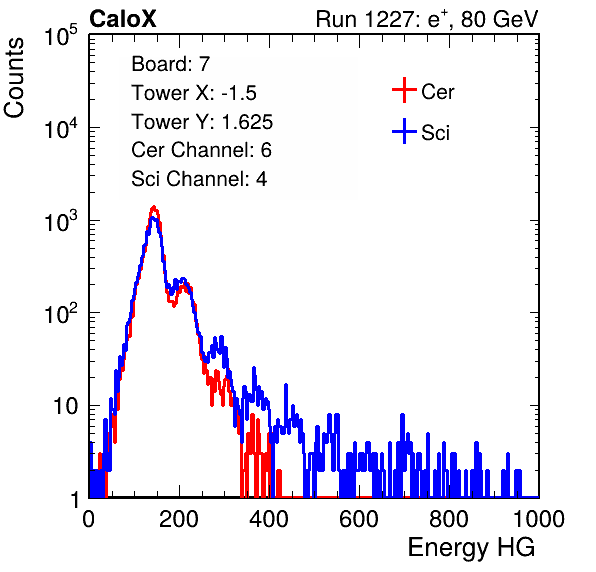 CaloX Run 1227: e+, 80 GeV
Board: 7
Tower X: -1.5
Tower Y: 1.625
Cer Channel: 6
Sci Channel: 4
Cer
Sci
Counts
10^5
10^4
10^3
10^2
10
1
0 200 400 600 800 1000
Energy HG